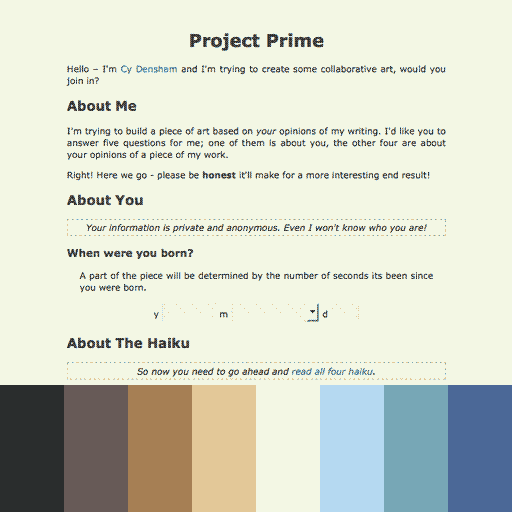 Project Prime
Hello – I'm Cy Densham and I'm trying to create some collaborative art, would you
join in?
About Me
I'm trying to build a piece of art based on your opinions of my writing. I'd like you to
answer five questions for me; one of them is about you, the other four are about
your opinions of a piece of my work.
Right! Here we go - please be honest it'll make for a more interesting end result!
About You
Your information is private and anonymous. Even I won't know who you are!
When were you born?
A part of the piece will be determined by the number of seconds its been since
you were born.
y m d
About The Haiku
So now you need to go ahead and read all four haiku.